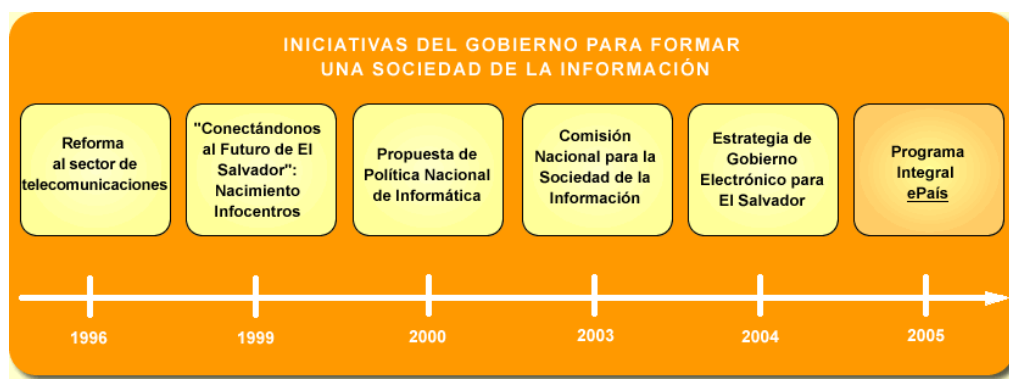 INICIATIVAS DEL GOBIERNO PARA FORMAR
UNA SOCIEDAD DE LA INFORMACIÓN
Reforma
al sector de
telecomunicaciones
"Conectándonos
al Futuro de El
Salvador":
Nacimiento
Infocentros
Propuesta de
Política Nacional
de Informática
Comisión
Nacional para la
Sociedad de la
Información
Estrategia de
Gobierno
Electrónico para
El Salvador
Programa
Integral
ePaís
1996
1999
2000
2003
2004
2005